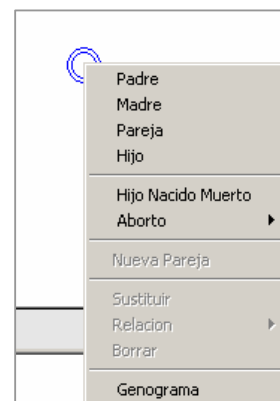 Padre
Madre
Pareja
Hijo
Hijo Nacido Muerto
Aborto
Nueva Pareja
Sustituir
Relacion
Borrar
Genograma